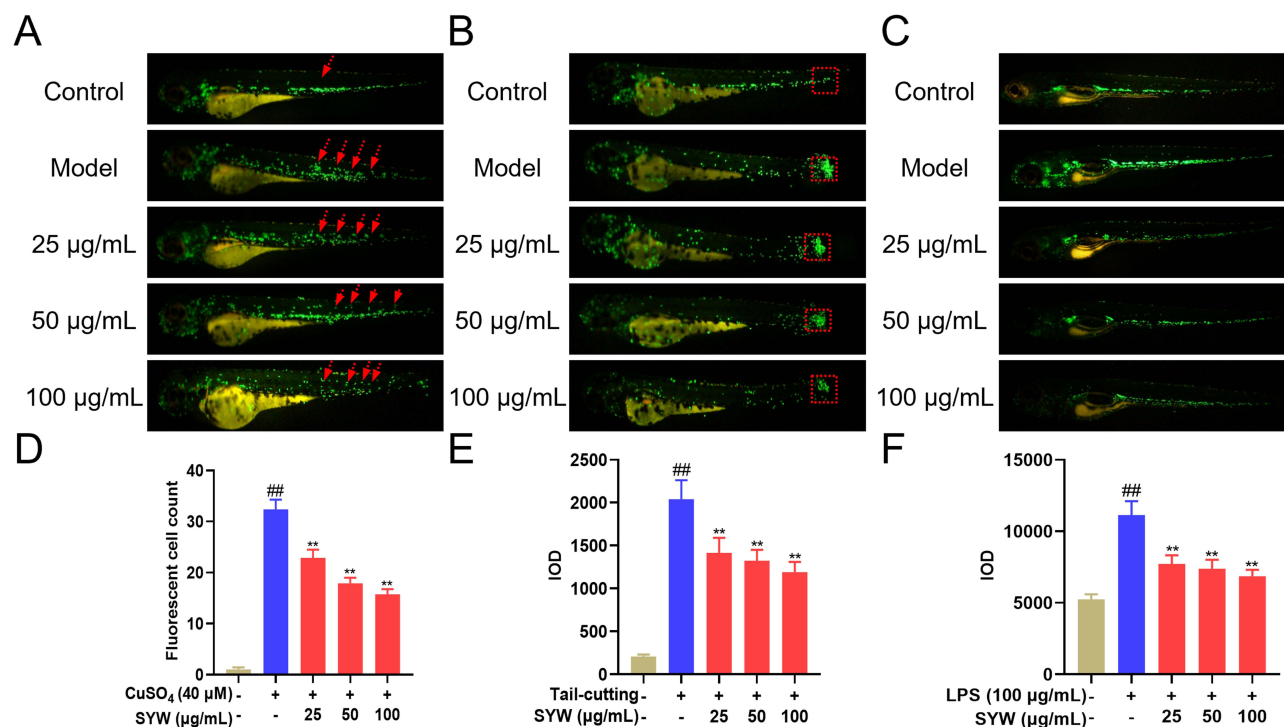 A
B
C
Control
Control
Control
Model
Model
Model
25 μg/mL
25 μg/mL
25 μg/mL
50 μg/mL
50 μg/mL
50 μg/mL
100 μg/mL
100 μg/mL
100 μg/mL
D
Fluorescent cell count
40
30
20
10
0
##
**
**
**
CuSO₄ (40 μM) - + + + +
SYW (μg/mL) - - 25 50 100
E
IOD
2500
2000
1500
1000
500
0
##
**
**
**
Tail-cutting - + + + +
SYW (μg/mL) - - 25 50 100
F
IOD
15000
10000
5000
0
##
**
**
**
LPS (100 μg/mL) - + + + +
SYW (μg/mL) - - 25 50 100